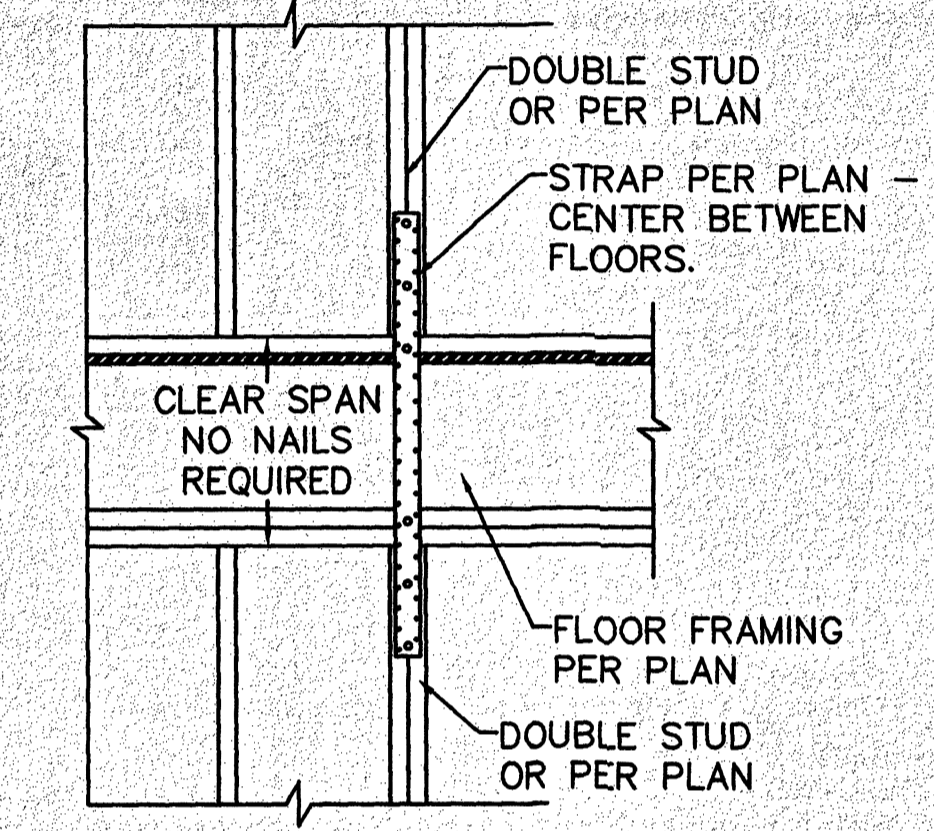 DOUBLE STUD
OR PER PLAN
STRAP PER PLAN –
CENTER BETWEEN
FLOORS.
CLEAR SPAN
NO NAILS
REQUIRED
FLOOR FRAMING
PER PLAN
DOUBLE STUD
OR PER PLAN